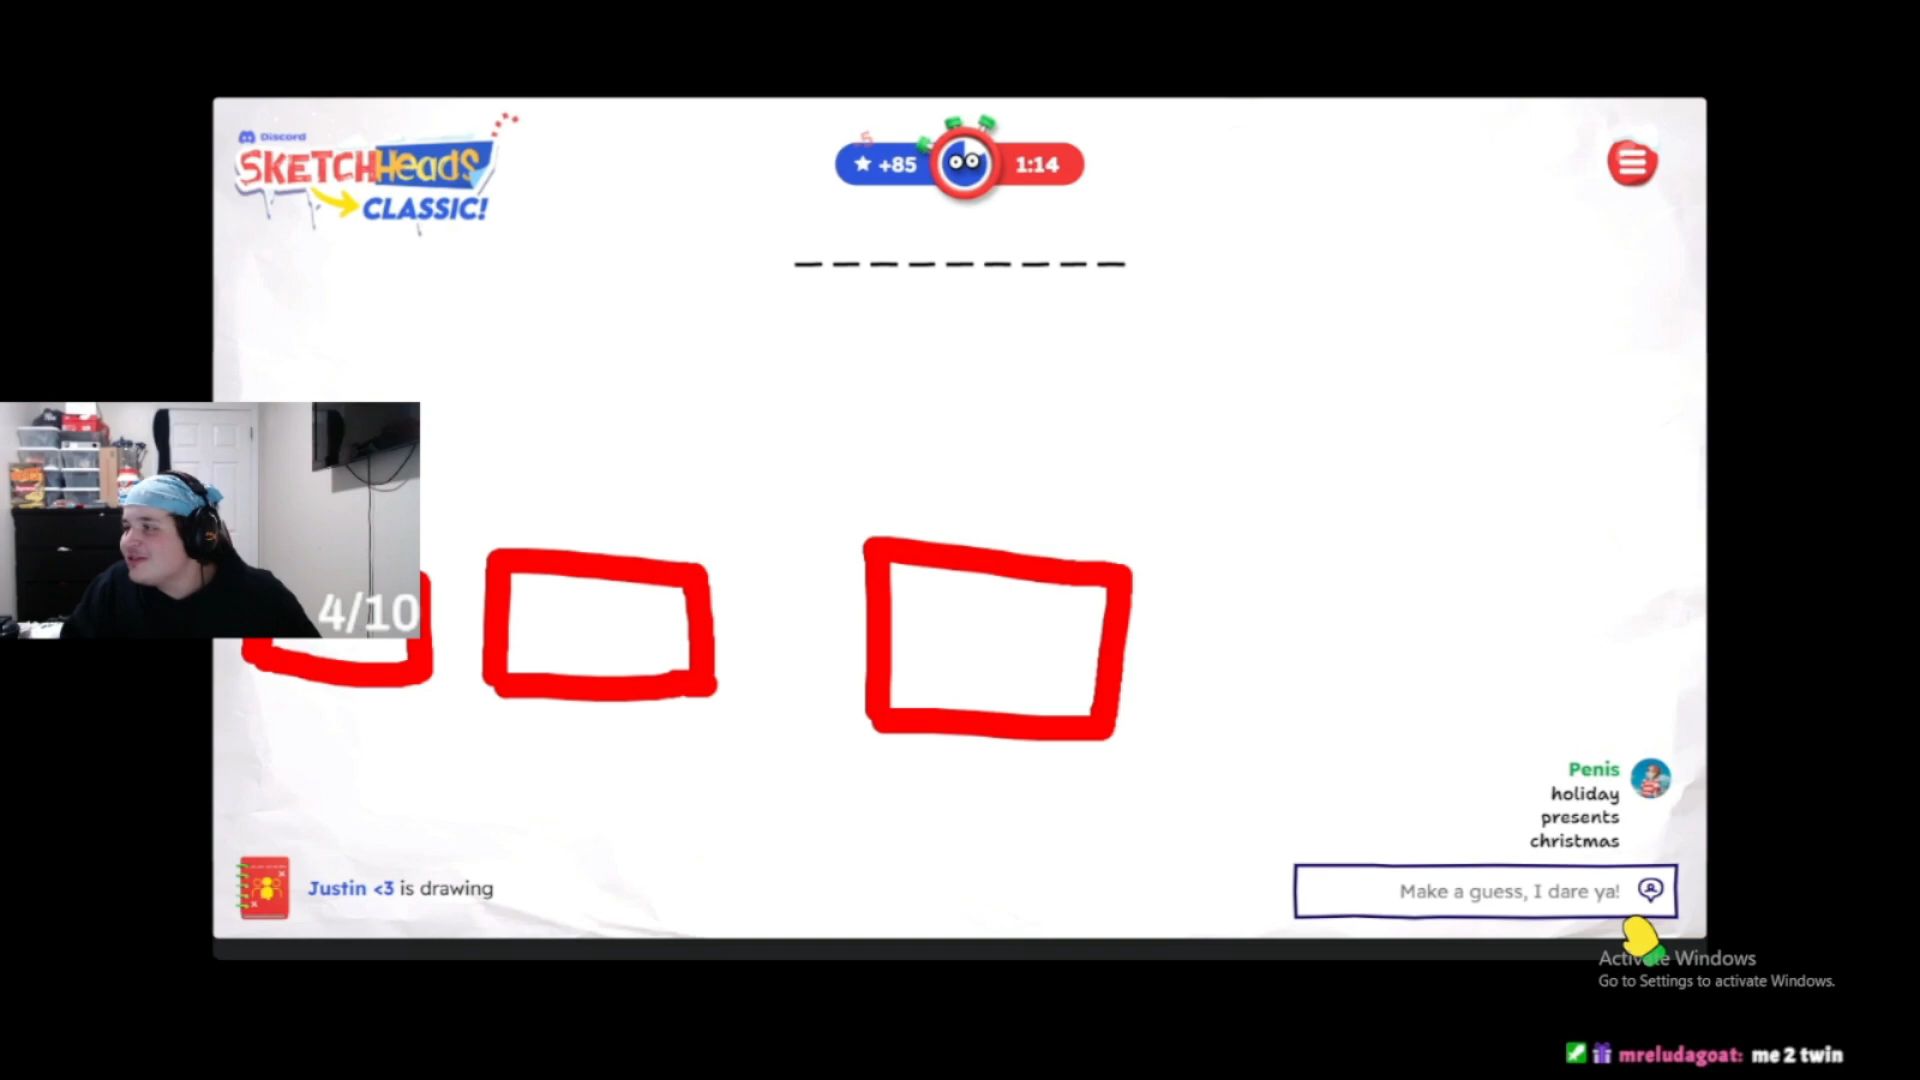 Discord
SKETCHHeadS
CLASSIC!
+85
1:14
4/10
Penis
holiday
presents
christmas
Justin <3 is drawing
Make a guess, I dare ya!
Activate Windows
Go to Settings to activate Windows.
mreludagoat: me 2 twin